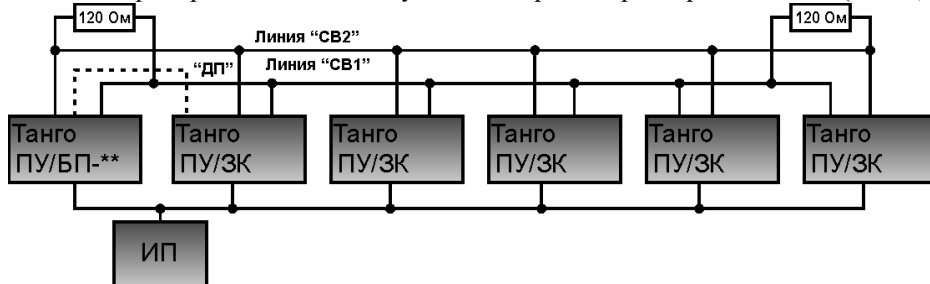 120 Ом
120 Ом
Линия “СВ2”
“ДП”
Линия “СВ1”
Танго
ПУ/БП-**
Танго
ПУ/ЗК
Танго
ПУ/ЗК
Танго
ПУ/ЗК
Танго
ПУ/ЗК
Танго
ПУ/ЗК
ИП